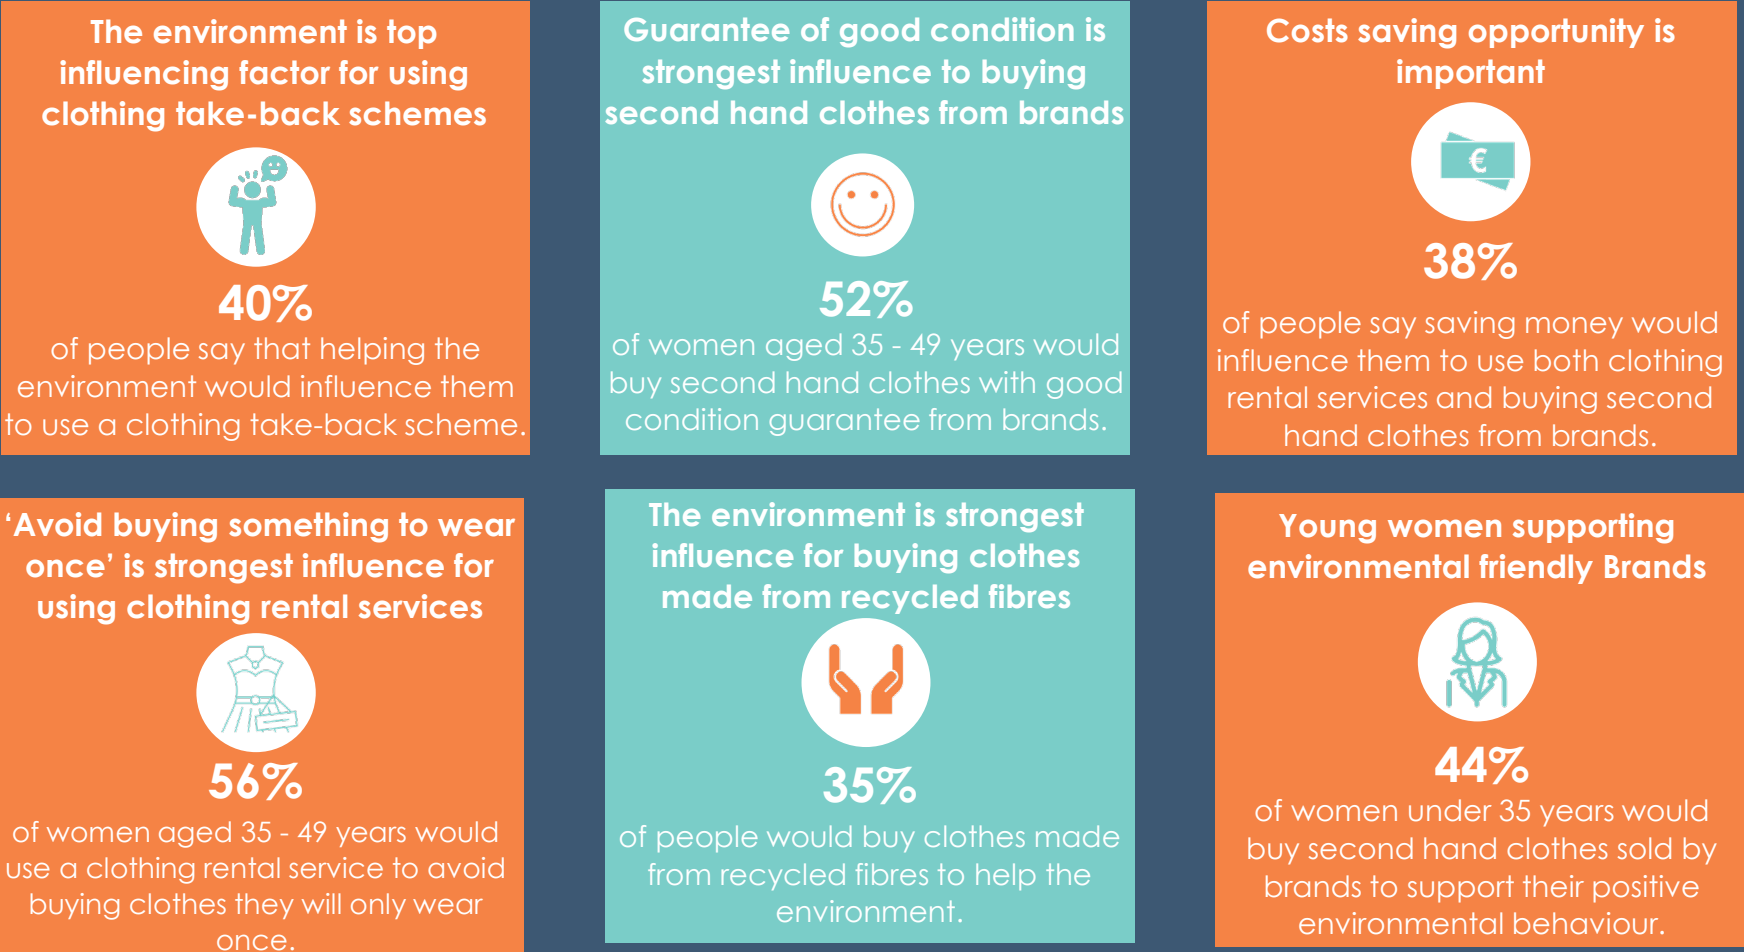 The environment is top
influencing factor for using
clothing take-back schemes
40%
of people say that helping the
environment would influence them
to use a clothing take-back scheme.
Guarantee of good condition is
strongest influence to buying
second hand clothes from brands
52%
of women aged 35 - 49 years would
buy second hand clothes with good
condition guarantee from brands.
Costs saving opportunity is
important
€
38%
of people say saving money would
influence them to use both clothing
rental services and buying second
hand clothes from brands.
‘Avoid buying something to wear
once’ is strongest influence for
using clothing rental services
56%
of women aged 35 - 49 years would
use a clothing rental service to avoid
buying clothes they will only wear
once.
The environment is strongest
influence for buying clothes
made from recycled fibres
35%
of people would buy clothes made
from recycled fibres to help the
environment.
Young women supporting
environmental friendly Brands
44%
of women under 35 years would
buy second hand clothes sold by
brands to support their positive
environmental behaviour.